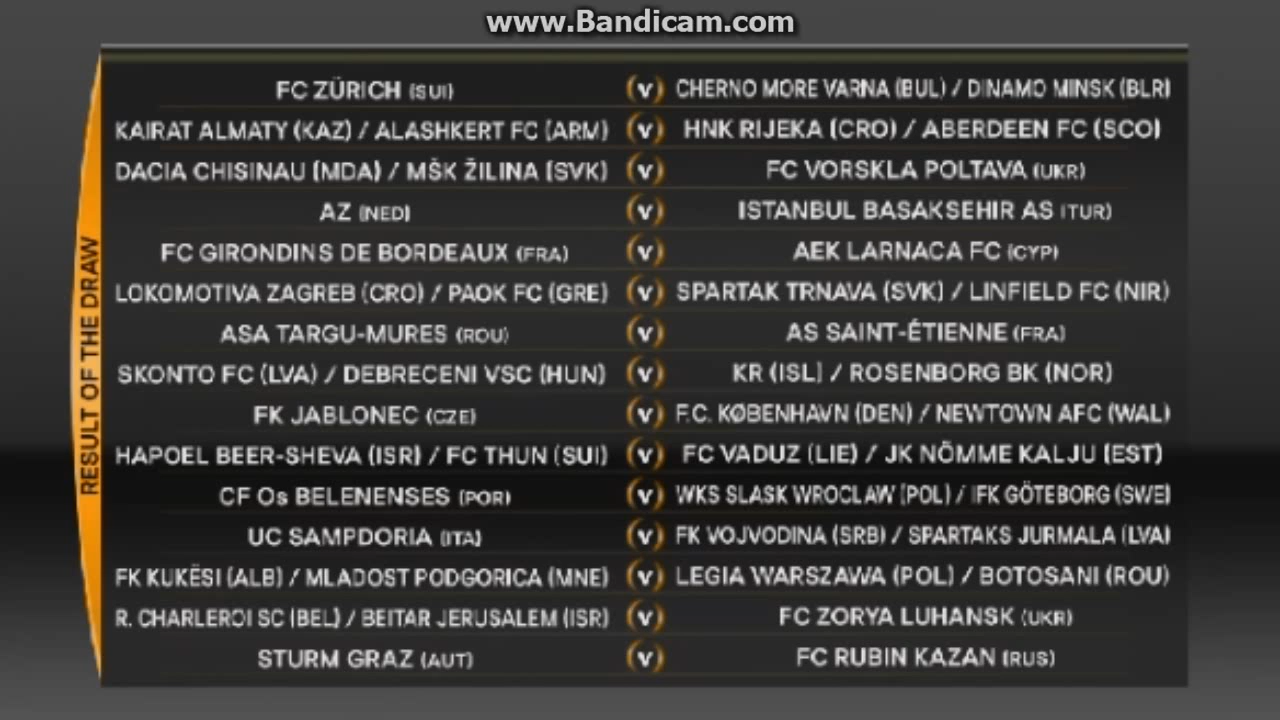 www.Bandicam.com
RESULT OF THE DRAW
FC ZÜRICH (SUI) (v) CHERNO MORE VARNA (BUL) / DINAMO MINSK (BLR)
KAIRAT ALMATY (KAZ) / ALASHKERT FC (ARM) (v) HNK RIJEKA (CRO) / ABERDEEN FC (SCO)
DACIA CHISINAU (MDA) / MŠK ŽILINA (SVK) (v) FC VORSKLA POLTAVA (UKR)
AZ (NED) (v) ISTANBUL BASAKSEHIR AS (TUR)
FC GIRONDINS DE BORDEAUX (FRA) (v) AEK LARNACA FC (CYP)
LOKOMOTIVA ZAGREB (CRO) / PAOK FC (GRE) (v) SPARTAK TRNAVA (SVK) / LINFIELD FC (NIR)
ASA TARGU-MURES (ROU) (v) AS SAINT-ÉTIENNE (FRA)
SKONTO FC (LVA) / DEBRECENI VSC (HUN) (v) KR (ISL) / ROSENBORG BK (NOR)
FK JABLONEC (CZE) (v) F.C. KØBENHAVN (DEN) / NEWTOWN AFC (WAL)
HAPOEL BEER-SHEVA (ISR) / FC THUN (SUI) (v) FC VADUZ (LIE) / JK NÕMME KALJU (EST)
CF Os BELENENSES (POR) (v) WKS SLASK WROCLAW (POL) / IFK GÖTEBORG (SWE)
UC SAMPDORIA (ITA) (v) FK VOJVODINA (SRB) / SPARTAKS JURMALA (LVA)
FK KUKËSI (ALB) / MLADOST PODGORICA (MNE) (v) LEGIA WARSZAWA (POL) / BOTOSANI (ROU)
R. CHARLEROI SC (BEL) / BEITAR JERUSALEM (ISR) (v) FC ZORYA LUHANSK (UKR)
STURM GRAZ (AUT) (v) FC RUBIN KAZAN (RUS)